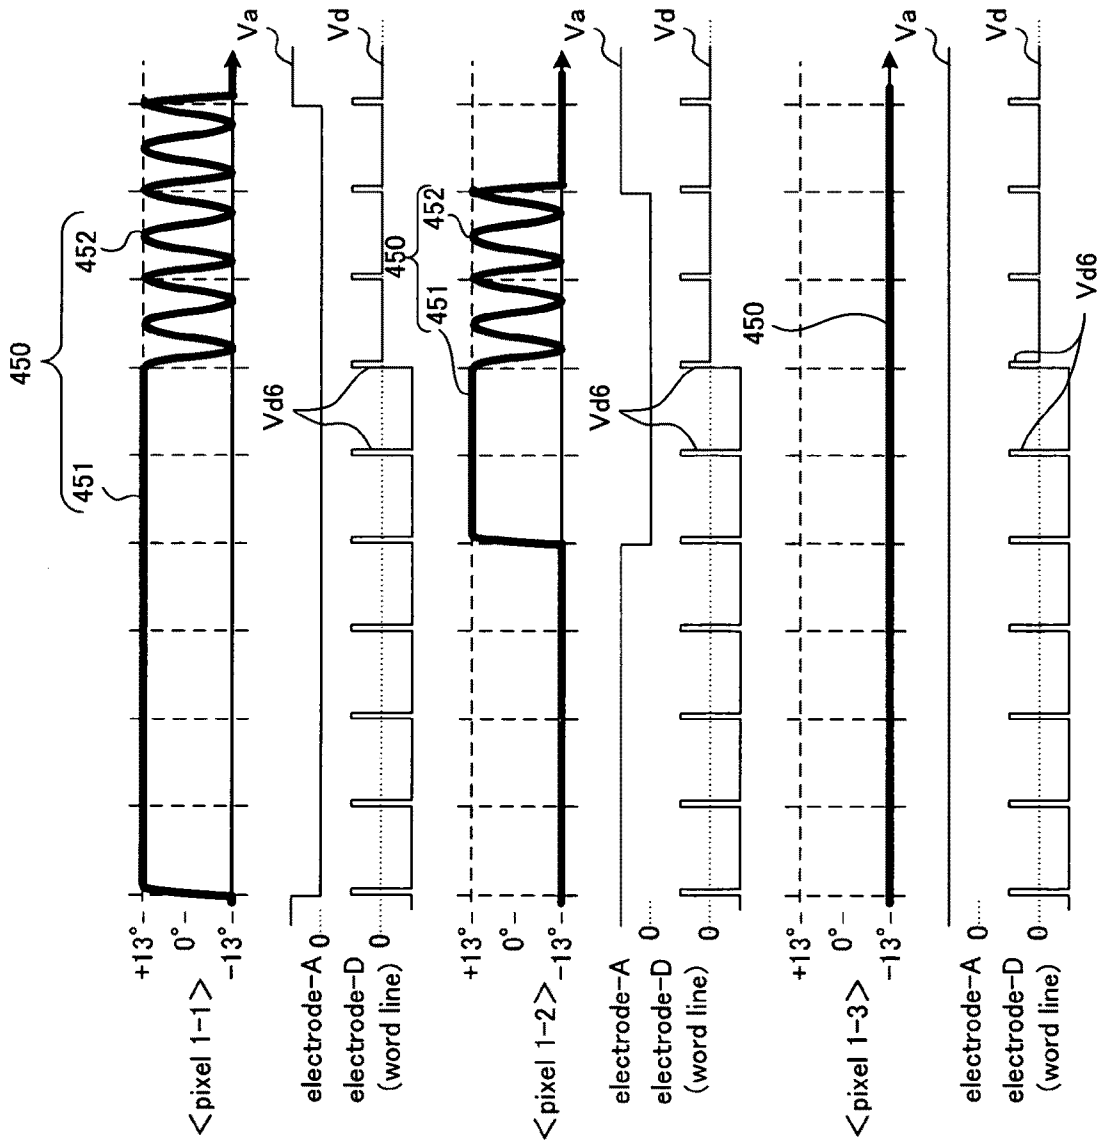 450
451
452
+13°
0°
-13°
<pixel 1-1>
Va
electrode-A 0
Vd6
Vd
electrode-D 0
(word line)
450
451
452
+13°
0°
-13°
<pixel 1-2>
Va
electrode-A 0
Vd6
Vd
electrode-D 0
(word line)
450
+13°
0°
-13°
<pixel 1-3>
Va
electrode-A 0
Vd
electrode-D 0
(word line)
Vd6